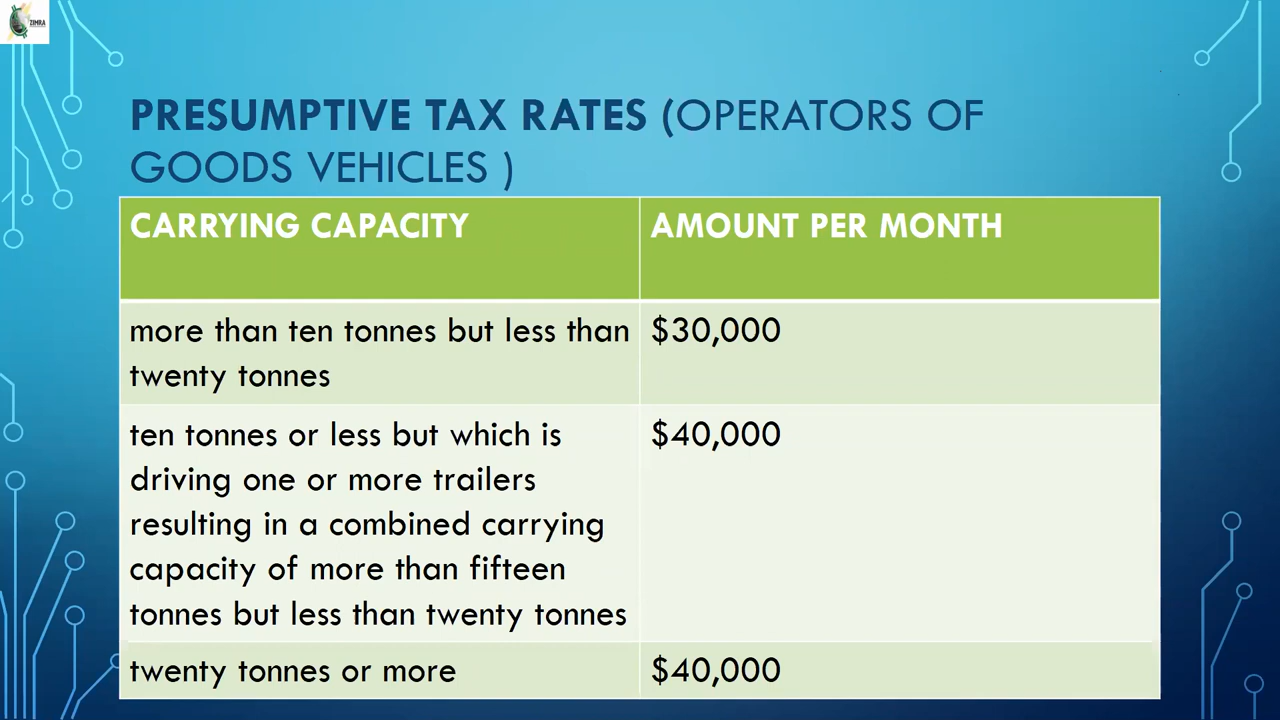 ZIMRA
PRESUMPTIVE TAX RATES (OPERATORS OF
GOODS VEHICLES )
CARRYING CAPACITY
AMOUNT PER MONTH
more than ten tonnes but less than
twenty tonnes
$30,000
ten tonnes or less but which is
driving one or more trailers
resulting in a combined carrying
capacity of more than fifteen
tonnes but less than twenty tonnes
$40,000
twenty tonnes or more
$40,000